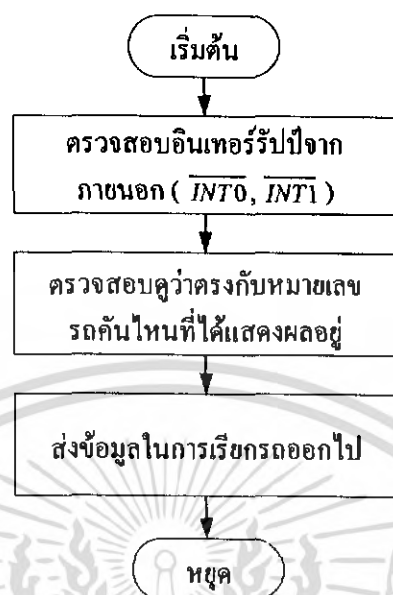 เริ่มต้น
ตรวจสอบอินเทอร์รัปป์จาก
ภายนอก ( $\overline{INT0}$, $\overline{INT1}$ )
ตรวจสอบดูว่าตรงกับหมายเลข
รถคันไหนที่ได้แสดงผลอยู่
ส่งข้อมูลในการเรียกรถออกไป
หยุด